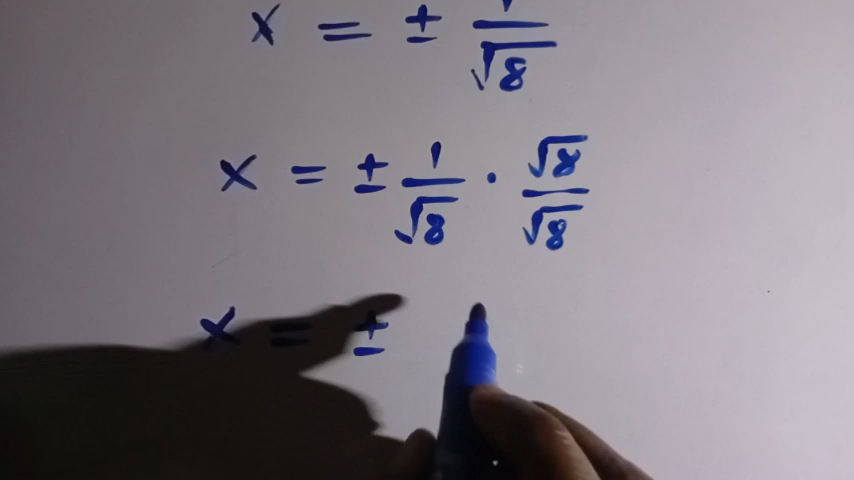 x = ± 1/√8
x = ± 1/√8 · √8/√8
x = ±